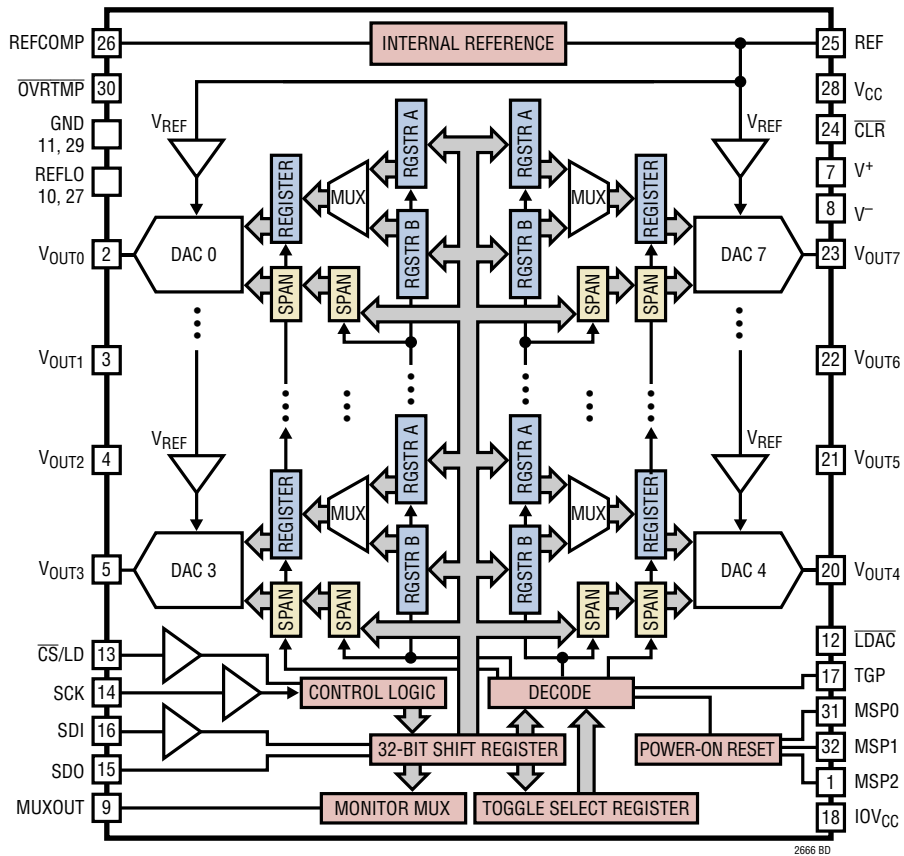 REFCOMP 26 INTERNAL REFERENCE 25 REF
OVRTMP 30 28 VCC
GND 11, 29
VREF VREF
24 CLR
REFLO 10, 27
7 V+
8 V–
RGSTR A RGSTR A
MUX MUX
REGISTER REGISTER
RGSTR B RGSTR B
VOUT0 2 DAC 0 DAC 7 23 VOUT7
SPAN SPAN SPAN SPAN
VOUT1 3 22 VOUT6
VOUT2 4 21 VOUT5
VREF VREF
RGSTR A RGSTR A
MUX MUX
REGISTER REGISTER
RGSTR B RGSTR B
VOUT3 5 DAC 3 DAC 4 20 VOUT4
SPAN SPAN SPAN SPAN
CS/LD 13 12 LDAC
SCK 14 CONTROL LOGIC DECODE 17 TGP
SDI 16 31 MSP0
32-BIT SHIFT REGISTER POWER-ON RESET 32 MSP1
SDO 15 1 MSP2
MUXOUT 9 MONITOR MUX TOGGLE SELECT REGISTER 18 IOVCC
2666 BD